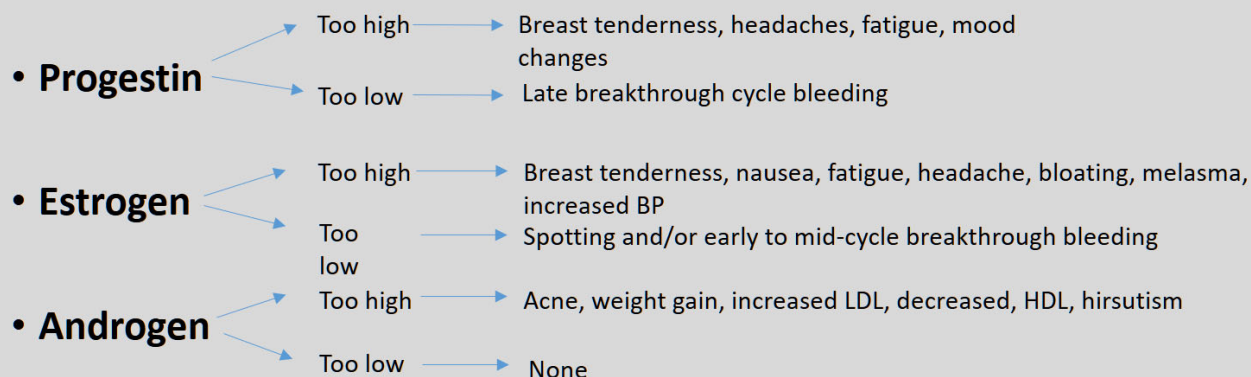 • Progestin
Too high
Breast tenderness, headaches, fatigue, mood
changes
Too low
Late breakthrough cycle bleeding
• Estrogen
Too high
Breast tenderness, nausea, fatigue, headache, bloating, melasma,
increased BP
Too
low
Spotting and/or early to mid-cycle breakthrough bleeding
• Androgen
Too high
Acne, weight gain, increased LDL, decreased, HDL, hirsutism
Too low
None